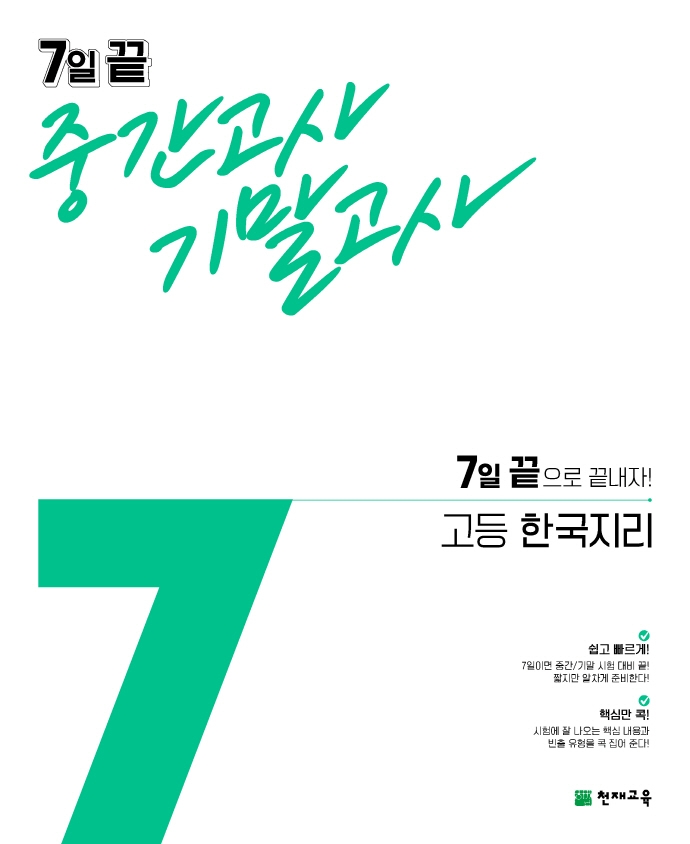 7일 끝
중간고사
기말고사
7일 끝으로 끝내자!
고등 한국지리
7
쉽고 빠르게!
7일이면 중간/기말 시험 대비 끝!
짧지만 알차게 준비한다!
핵심만 콕!
시험에 잘 나오는 핵심 내용과
빈출 유형을 콕 집어 준다!
천재교육